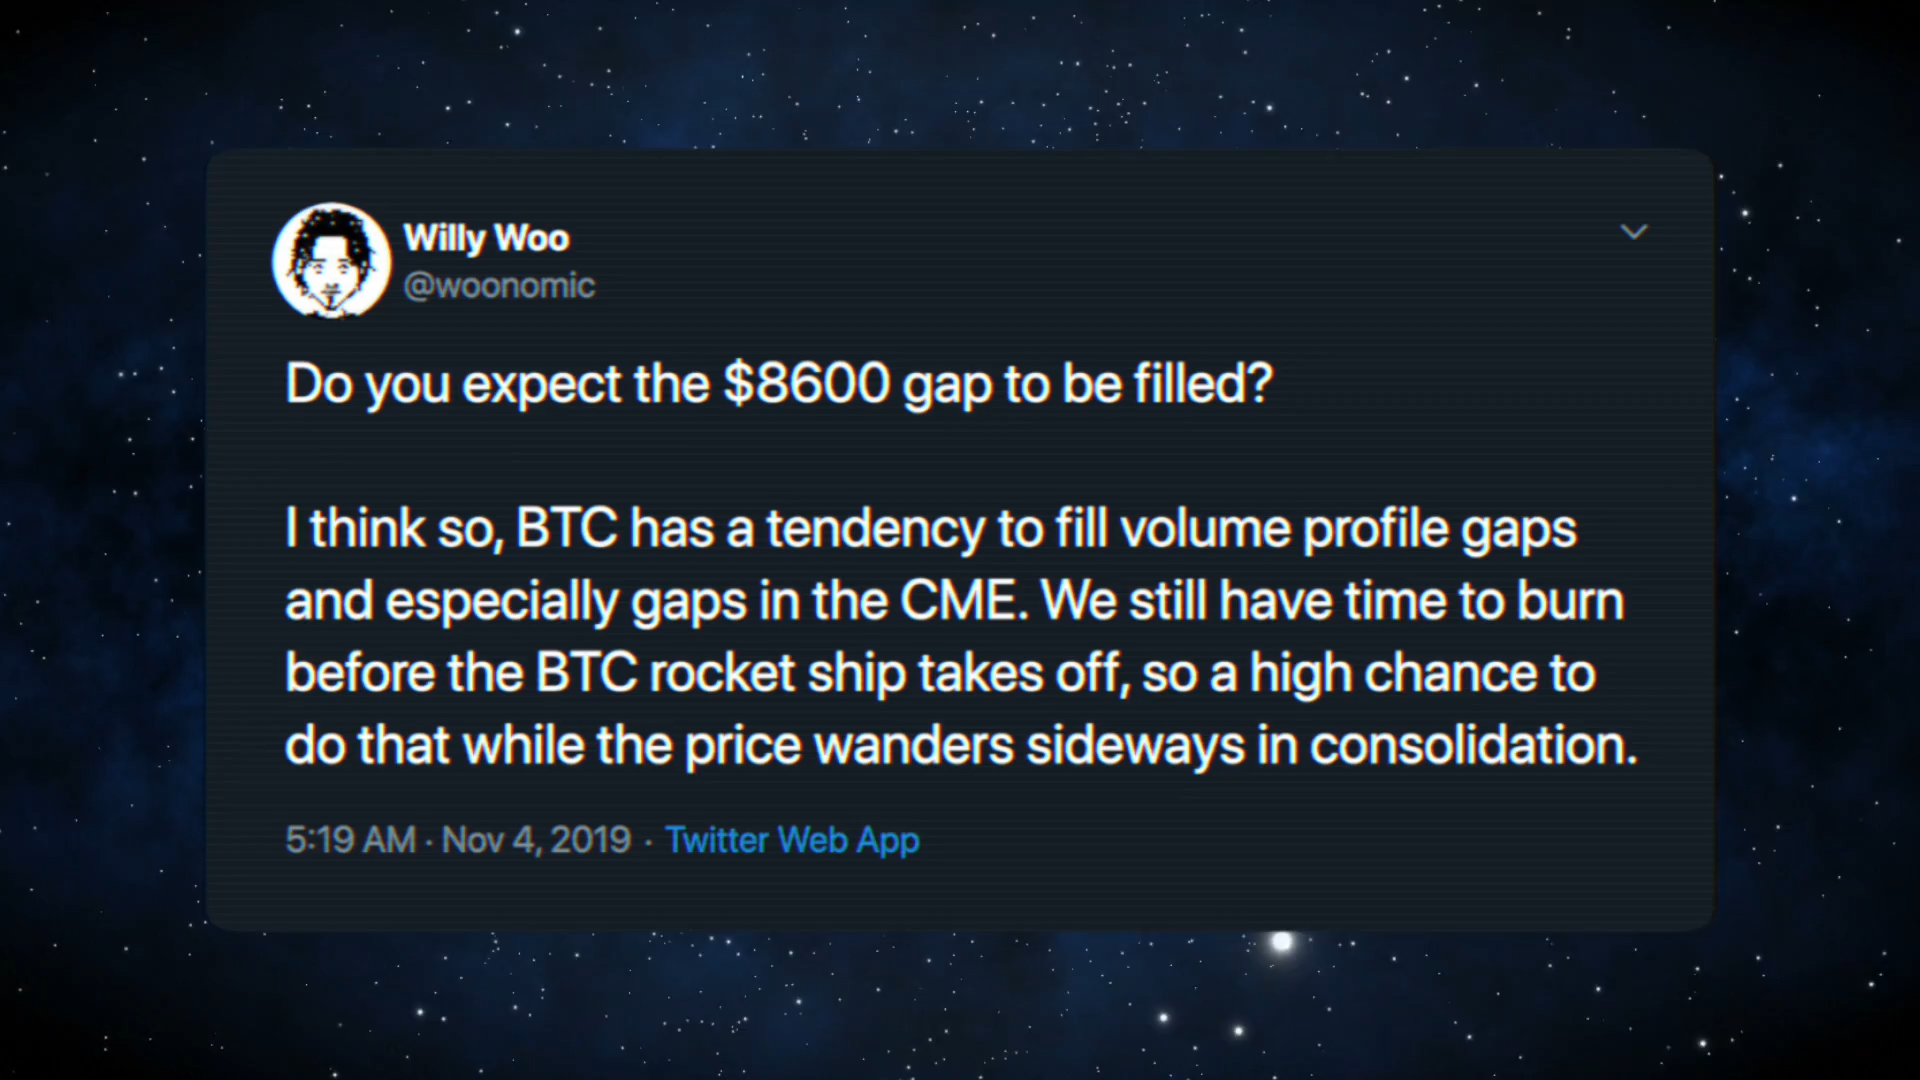 Willy Woo
@woonomic
Do you expect the $8600 gap to be filled?
I think so, BTC has a tendency to fill volume profile gaps
and especially gaps in the CME. We still have time to burn
before the BTC rocket ship takes off, so a high chance to
do that while the price wanders sideways in consolidation.
5:19 AM · Nov 4, 2019 · Twitter Web App